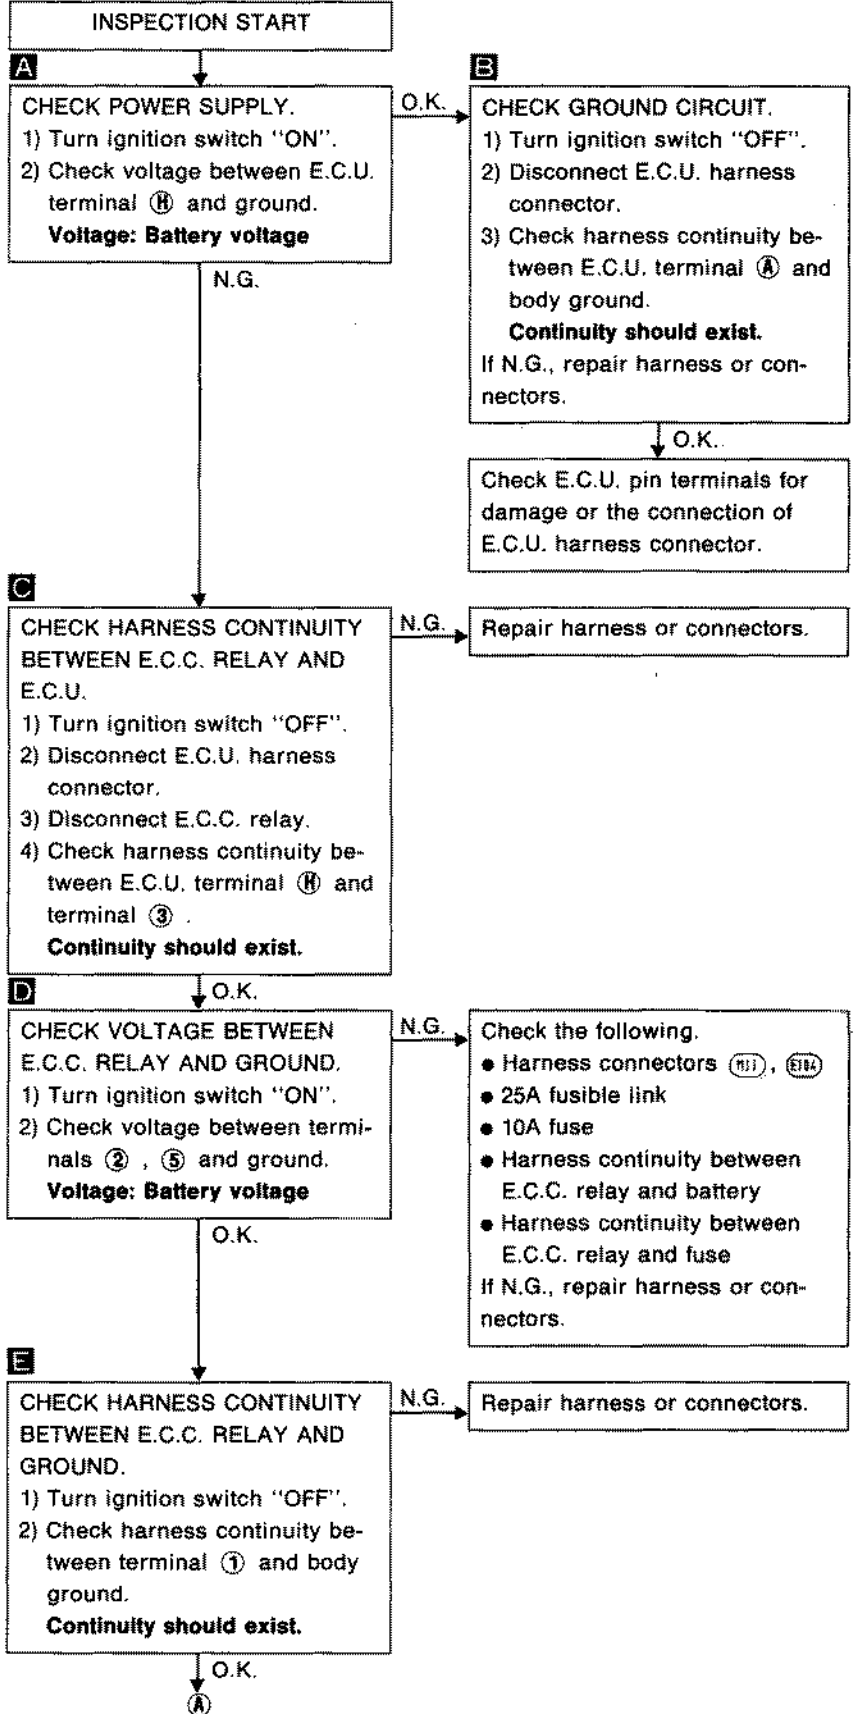 INSPECTION START
A
CHECK POWER SUPPLY.
1) Turn ignition switch "ON".
2) Check voltage between E.C.U.
terminal Ⓗ and ground.
Voltage: Battery voltage
O.K.
N.G.
B
CHECK GROUND CIRCUIT.
1) Turn ignition switch "OFF".
2) Disconnect E.C.U. harness
connector.
3) Check harness continuity be-
tween E.C.U. terminal Ⓐ and
body ground.
Continuity should exist.
If N.G., repair harness or con-
nectors.
O.K.
Check E.C.U. pin terminals for
damage or the connection of
E.C.U. harness connector.
C
CHECK HARNESS CONTINUITY
BETWEEN E.C.C. RELAY AND
E.C.U.
1) Turn ignition switch "OFF".
2) Disconnect E.C.U. harness
connector.
3) Disconnect E.C.C. relay.
4) Check harness continuity be-
tween E.C.U. terminal Ⓗ and
terminal ③ .
Continuity should exist.
N.G.
Repair harness or connectors.
O.K.
D
CHECK VOLTAGE BETWEEN
E.C.C. RELAY AND GROUND.
1) Turn ignition switch "ON".
2) Check voltage between termi-
nals ② , ⑤ and ground.
Voltage: Battery voltage
N.G.
Check the following.
● Harness connectors , E104
● 25A fusible link
● 10A fuse
● Harness continuity between
E.C.C. relay and battery
● Harness continuity between
E.C.C. relay and fuse
If N.G., repair harness or con-
nectors.
O.K.
E
CHECK HARNESS CONTINUITY
BETWEEN E.C.C. RELAY AND
GROUND.
1) Turn ignition switch "OFF".
2) Check harness continuity be-
tween terminal ① and body
ground.
Continuity should exist.
N.G.
Repair harness or connectors.
O.K.
Ⓐ